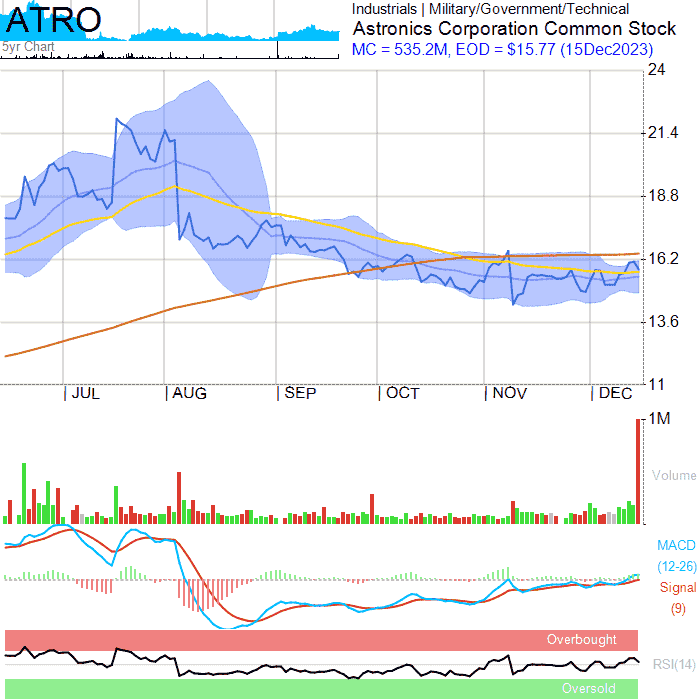 ATRO
5yr Chart
Industrials | Military/Government/Technical
Astronics Corporation Common Stock
MC = 535.2M, EOD = $15.77 (15Dec2023)
24
21.4
18.8
16.2
13.6
11
JUL AUG SEP OCT NOV DEC
1M
Volume
MACD
(12-26)
Signal
(9)
Overbought
RSI(14)
Oversold